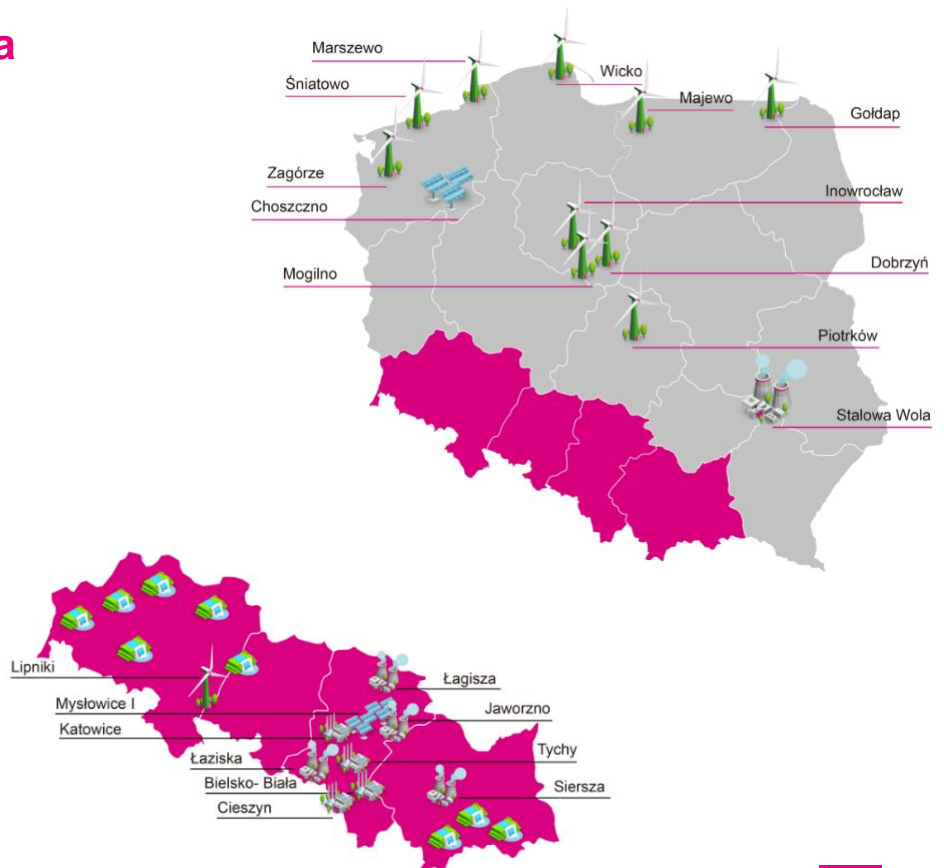 a
Marszewo
Wicko
Śniatowo
Majewo
Gołdap
Zagórze
Inowrocław
Choszczno
Mogilno
Dobrzyń
Piotrków
Stalowa Wola
Lipniki
Łagisza
Mysłowice I
Jaworzno
Katowice
Łaziska
Tychy
Bielsko- Biała
Siersza
Cieszyn